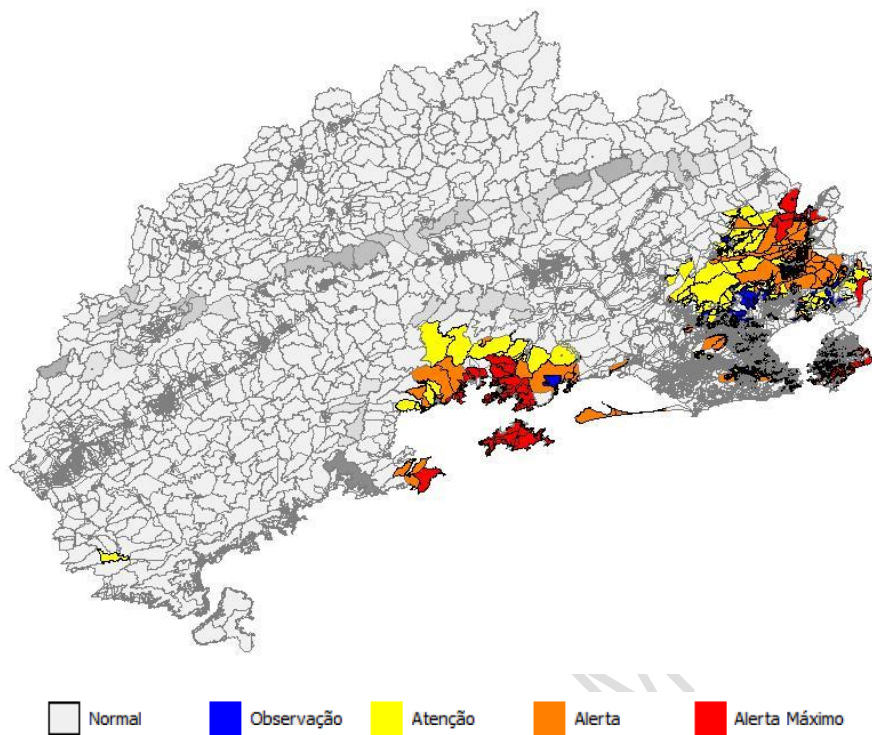 Normal
Observação
Atenção
Alerta
Alerta Máximo